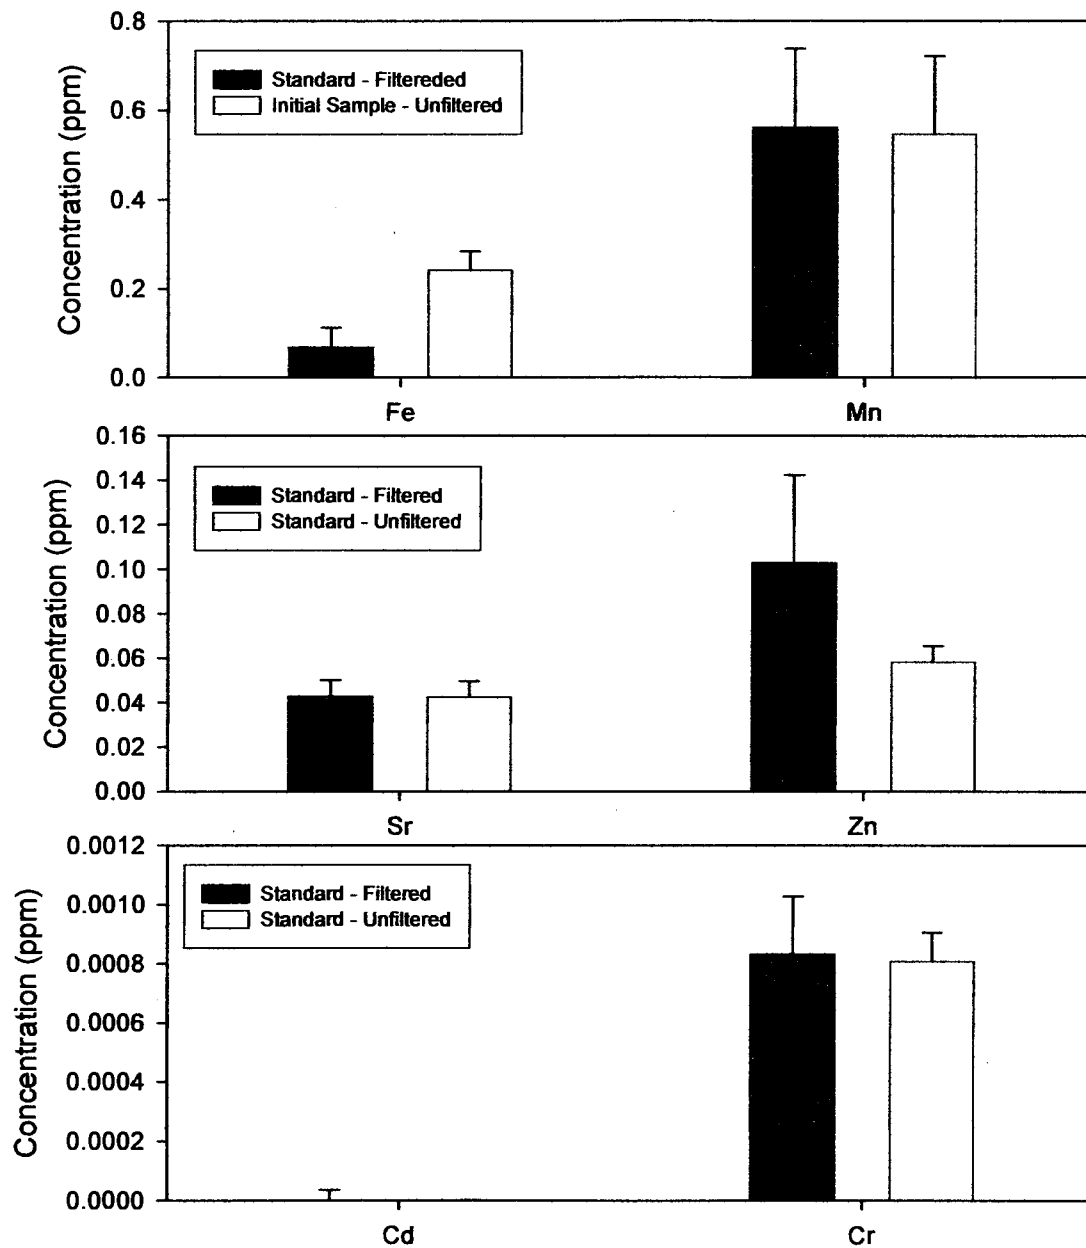 0.8
Standard - Filtereded
Initial Sample - Unfiltered
0.6
0.4
0.2
0.0
Concentration (ppm)
Fe Mn
0.16
Standard - Filtered
Standard - Unfiltered
0.14
0.12
0.10
0.08
0.06
0.04
0.02
0.00
Concentration (ppm)
Sr Zn
0.0012
Standard - Filtered
Standard - Unfiltered
0.0010
0.0008
0.0006
0.0004
0.0002
0.0000
Concentration (ppm)
Cd Cr